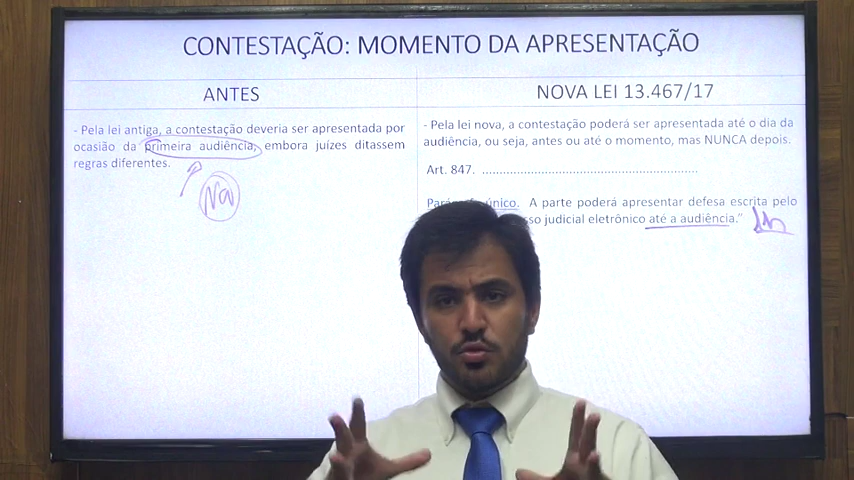 CONTESTAÇÃO: MOMENTO DA APRESENTAÇÃO
ANTES
- Pela lei antiga, a contestação deveria ser apresentada por
ocasião da primeira audiência, embora juízes ditassem
regras diferentes.
NOVA LEI 13.467/17
- Pela lei nova, a contestação poderá ser apresentada até o dia da
audiência, ou seja, antes ou até o momento, mas NUNCA depois.
Art. 847. ..............................................................
único. A parte poderá apresentar defesa escrita pelo
judicial eletrônico até a audiência.”